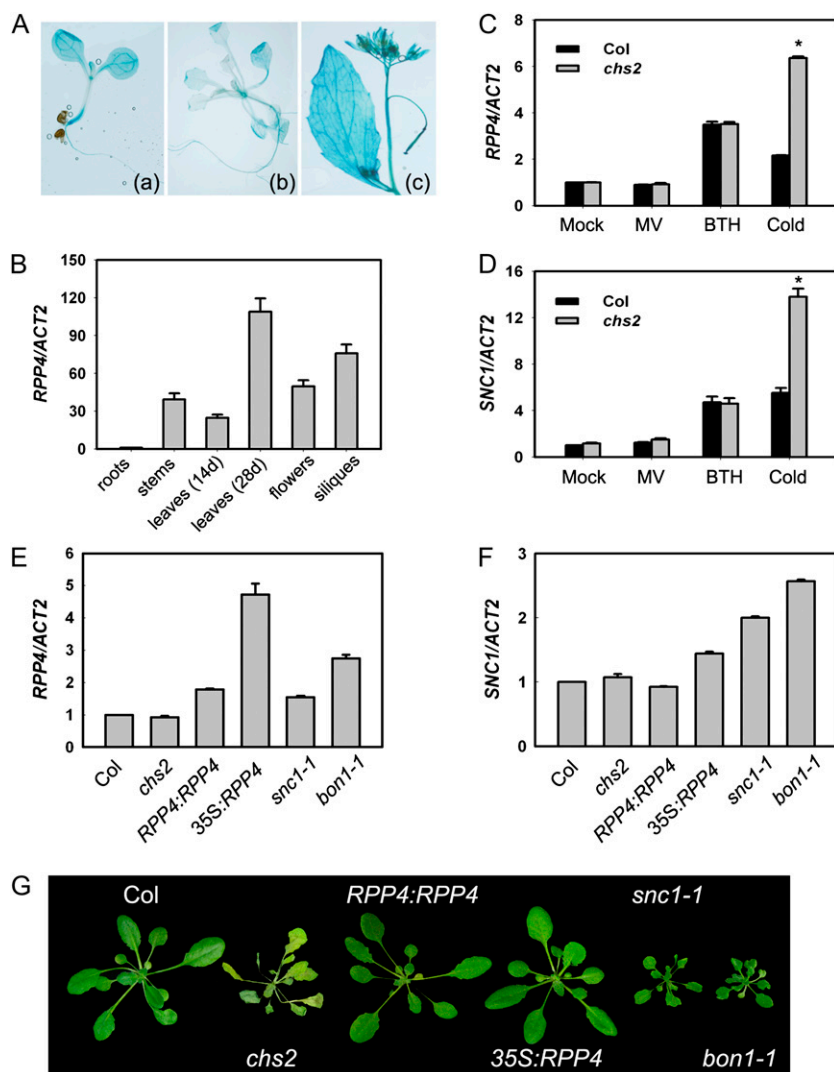 A
(a)
(b)
(c)
B
RPP4/ACT2
150
120
90
60
30
0
roots
stems
leaves (14d)
leaves (28d)
flowers
siliques
C
RPP4/ACT2
8
6
4
2
0
Col
chs2
*
Mock
MV
BTH
Cold
D
SNC1/ACT2
16
12
8
4
0
Col
chs2
*
Mock
MV
BTH
Cold
E
RPP4/ACT2
6
5
4
3
2
1
0
Col
chs2
RPP4:RPP4
35S:RPP4
snc1-1
bon1-1
F
SNC1/ACT2
3
2
1
0
Col
chs2
RPP4:RPP4
35S:RPP4
snc1-1
bon1-1
G
Col
RPP4:RPP4
snc1-1
chs2
35S:RPP4
bon1-1